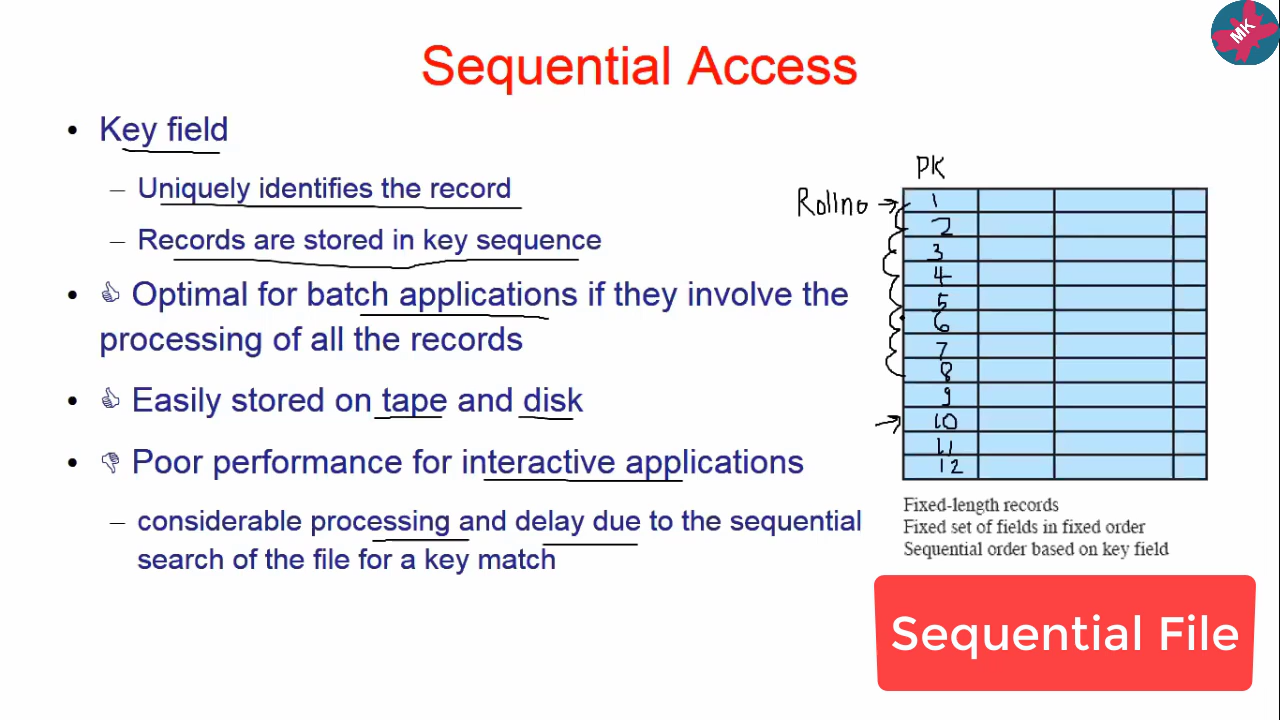 MK
Sequential Access
• Key field
– Uniquely identifies the record
– Records are stored in key sequence
• 👍 Optimal for batch applications if they involve the
processing of all the records
• 👍 Easily stored on tape and disk
• 👎 Poor performance for interactive applications
– considerable processing and delay due to the sequential
search of the file for a key match
PK
Rollno → 1
2
3
4
5
6
7
8
9
→ 10
11
12
Fixed-length records
Fixed set of fields in fixed order
Sequential order based on key field
Sequential File